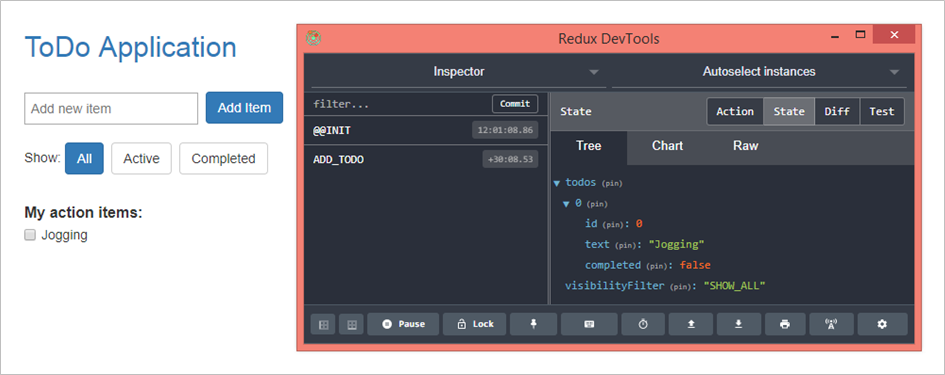 ToDo Application
Add new item
Add Item
Show: All Active Completed
My action items:
Jogging
Redux DevTools
Inspector Autoselect instances
filter... Commit
@@INIT 12:01:08.86
ADD_TODO +30:08.53
State Action State Diff Test
Tree Chart Raw
todos (pin)
0 (pin)
id (pin): 0
text (pin): "Jogging"
completed (pin): false
visibilityFilter (pin): "SHOW_ALL"
Pause Lock